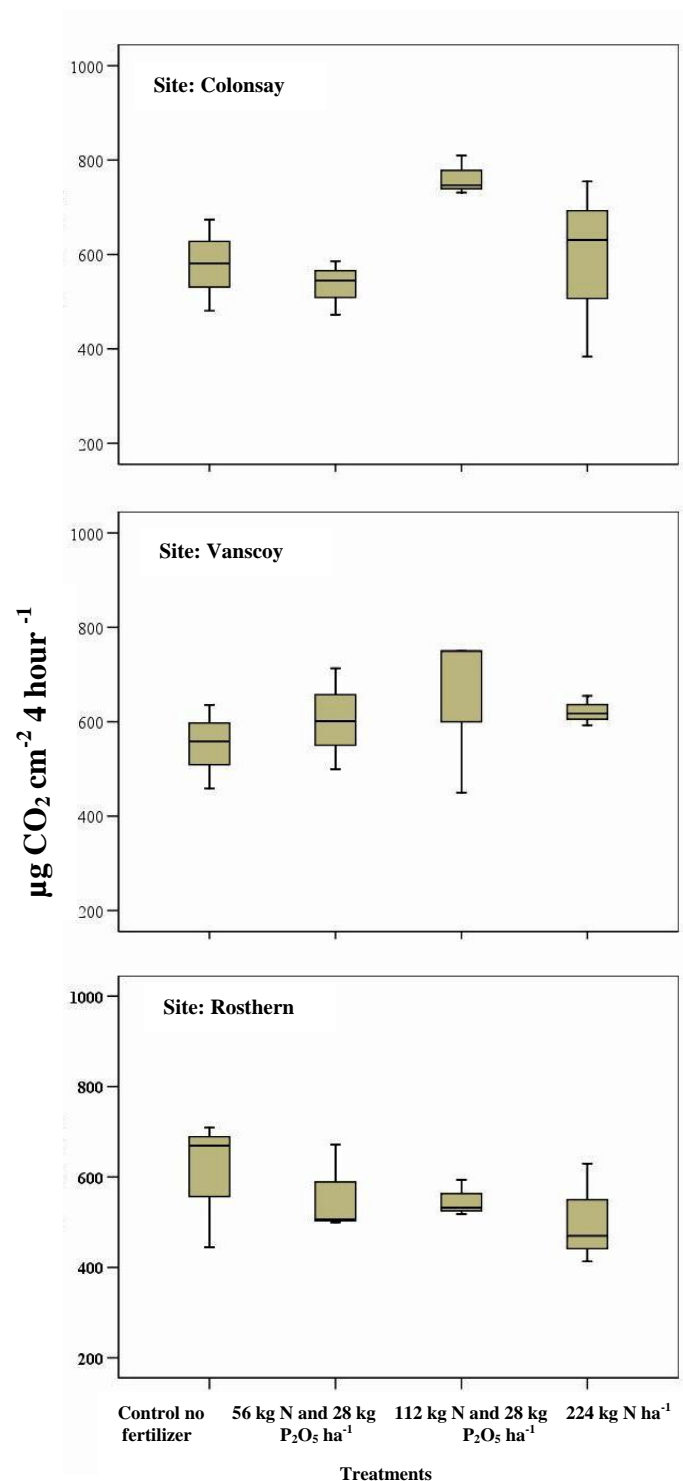 1000
Site: Colonsay
800
600
400
200
1000
Site: Vanscoy
800
600
400
200
µg CO₂ cm⁻² 4 hour ⁻¹
1000
Site: Rosthern
800
600
400
200
Control no fertilizer
56 kg N and 28 kg P₂O₅ ha⁻¹
112 kg N and 28 kg P₂O₅ ha⁻¹
224 kg N ha⁻¹
Treatments